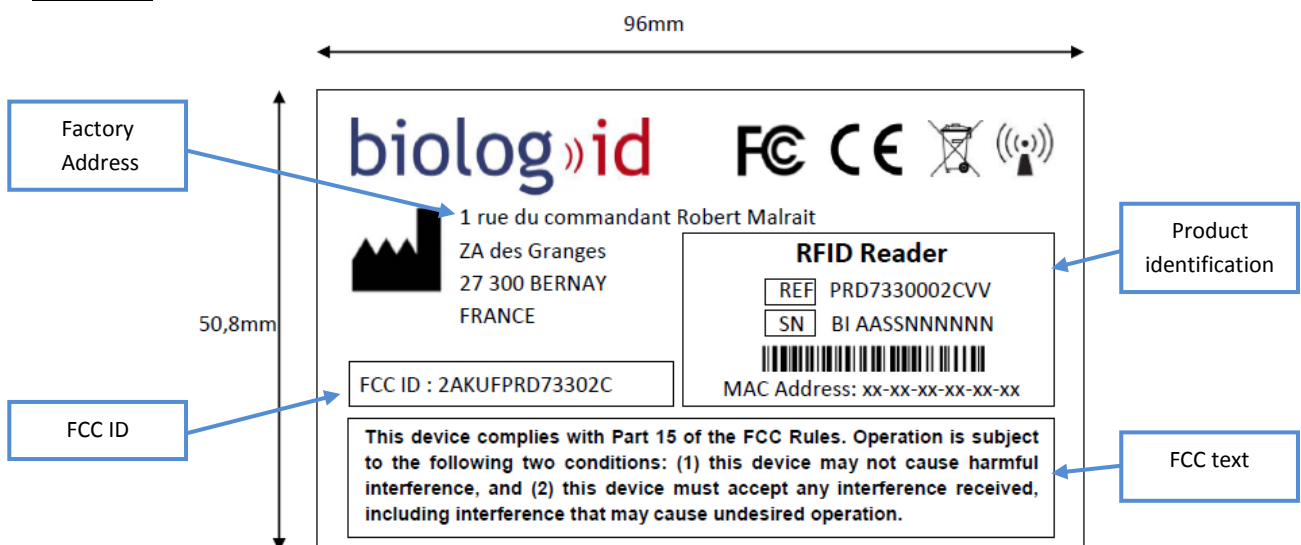 96mm
Factory
Address
biolog id
FC CE
1 rue du commandant Robert Malrait
ZA des Granges
27 300 BERNAY
FRANCE
RFID Reader
REF PRD7330002CVV
SN BI AASSNNNNNN
MAC Address: xx-xx-xx-xx-xx-xx
Product
identification
50,8mm
FCC ID : 2AKUFPRD73302C
FCC ID
This device complies with Part 15 of the FCC Rules. Operation is subject
to the following two conditions: (1) this device may not cause harmful
interference, and (2) this device must accept any interference received,
including interference that may cause undesired operation.
FCC text